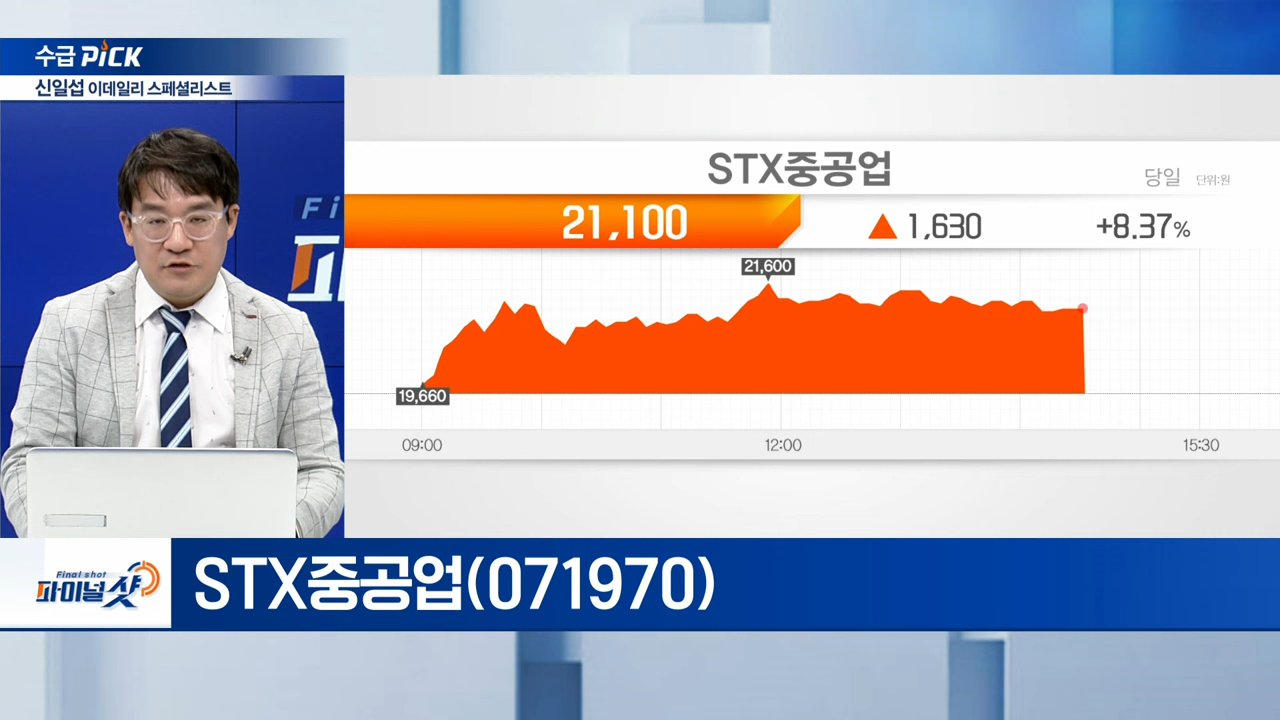 수급 PiCK
신일섭 이데일리 스페셜리스트
Fi
파
STX중공업
당일 단위:원
21,100 ▲ 1,630 +8.37%
21,600
19,660
09:00 12:00 15:30
Final shot
파이널샷
STX중공업(071970)